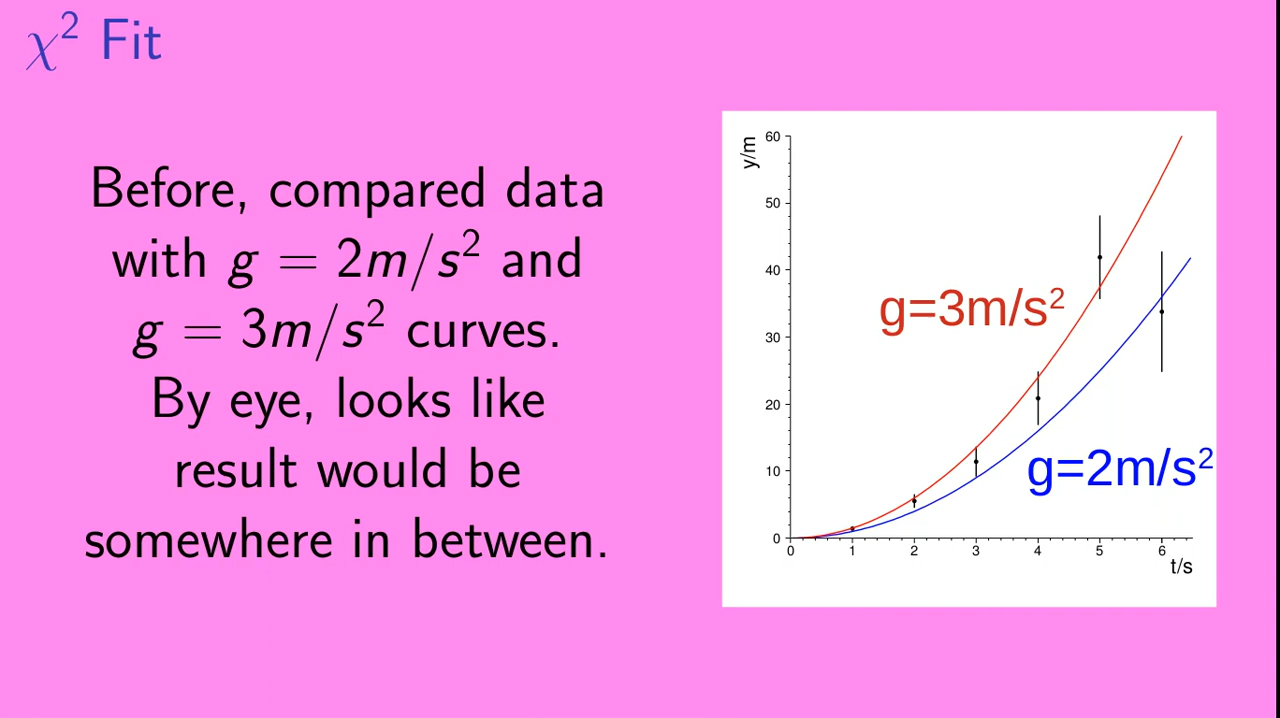 χ² Fit
Before, compared data
with g = 2m/s² and
g = 3m/s² curves.
By eye, looks like
result would be
somewhere in between.
y/m
60
50
40
30
20
10
0
g=3m/s²
g=2m/s²
0 1 2 3 4 5 6
t/s